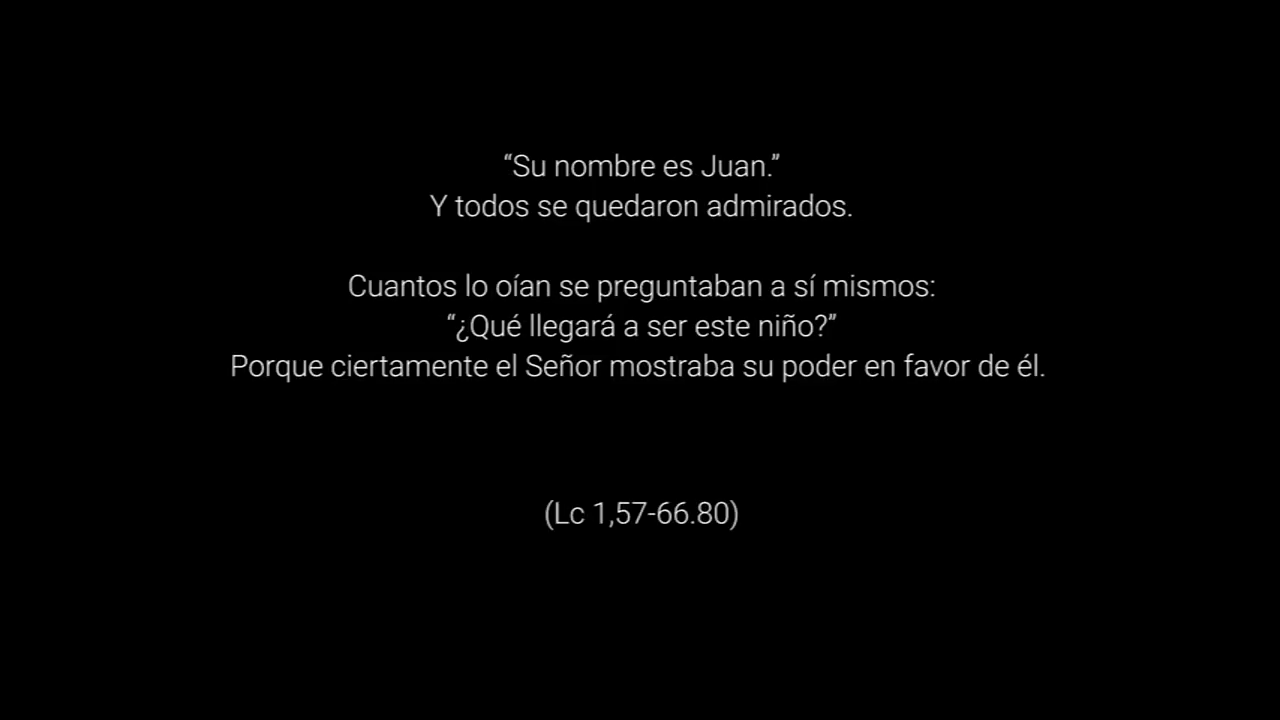 “Su nombre es Juan.”
Y todos se quedaron admirados.
Cuantos lo oían se preguntaban a sí mismos:
“¿Qué llegará a ser este niño?”
Porque ciertamente el Señor mostraba su poder en favor de él.
(Lc 1,57-66.80)